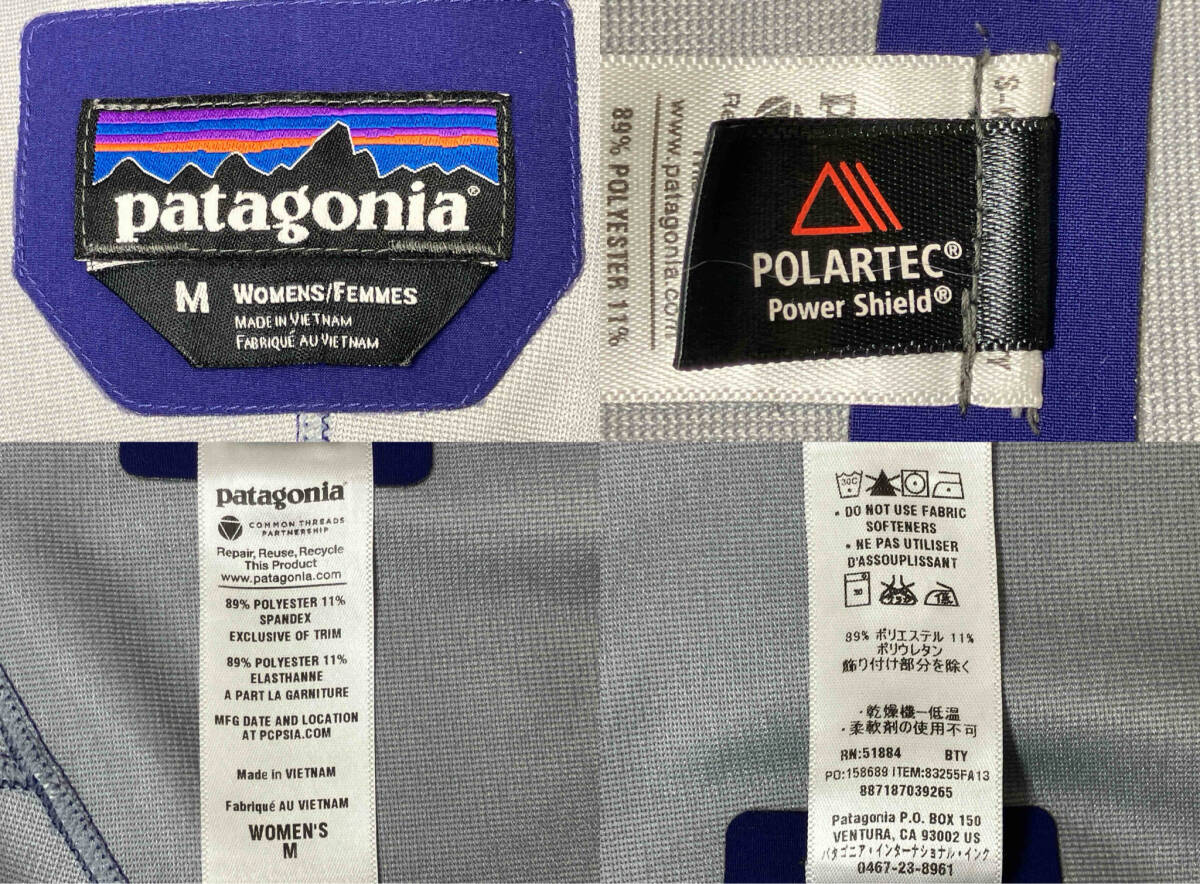 patagonia®
M WOMENS/FEMMES
MADE IN VIETNAM
FABRIQUÉ AU VIETNAM
www.patagonia.com
89% POLYESTER 11%
POLARTEC®
Power Shield®
patagonia®
COMMON THREADS
PARTNERSHIP
Repair, Reuse, Recycle
This Product
www.patagonia.com
89% POLYESTER 11%
SPANDEX
EXCLUSIVE OF TRIM
89% POLYESTER 11%
ELASTHANNE
A PART LA GARNITURE
MFG DATE AND LOCATION
AT PCPSIA.COM
Made in VIETNAM
Fabriqué AU VIETNAM
WOMEN'S
M
30C
• DO NOT USE FABRIC
SOFTENERS
• NE PAS UTILISER
D'ASSOUPLISSANT
30
低
89% ポリエステル 11%
ポリウレタン
飾り付け部分を除く
・乾燥機一低温
・柔軟剤の使用不可
RN:51884 BTY
PO:158689 ITEM:83255FA13
887187039265
Patagonia P.O. BOX 150
VENTURA, CA 93002 US
パタゴニア・インターナショナル・インク
0467-23-8961